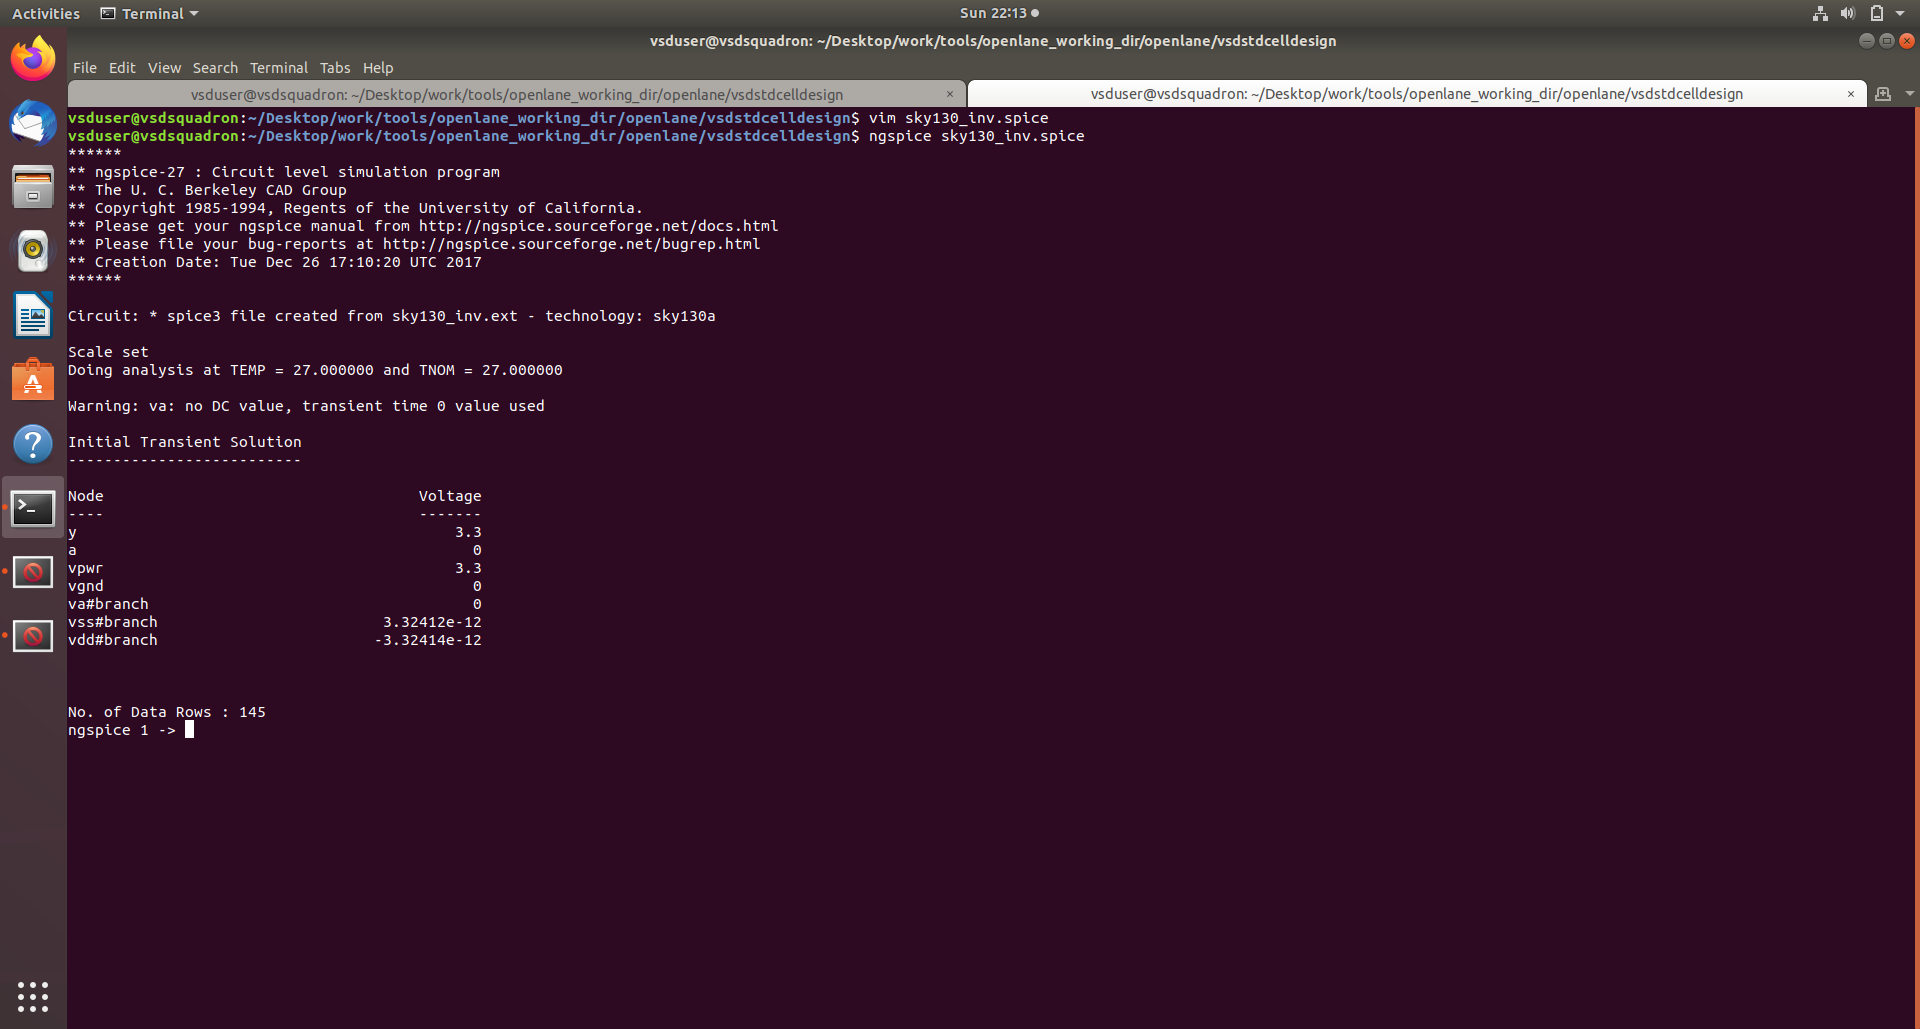 Activities Terminal Sun 22:13
vsduser@vsdsquadron: ~/Desktop/work/tools/openlane_working_dir/openlane/vsdstdcelldesign
File Edit View Search Terminal Tabs Help
vsduser@vsdsquadron: ~/Desktop/work/tools/openlane_working_dir/openlane/vsdstdcelldesign × vsduser@vsdsquadron: ~/Desktop/work/tools/openlane_working_dir/openlane/vsdstdcelldesign ×
vsduser@vsdsquadron:~/Desktop/work/tools/openlane_working_dir/openlane/vsdstdcelldesign$ vim sky130_inv.spice
vsduser@vsdsquadron:~/Desktop/work/tools/openlane_working_dir/openlane/vsdstdcelldesign$ ngspice sky130_inv.spice
******
** ngspice-27 : Circuit level simulation program
** The U. C. Berkeley CAD Group
** Copyright 1985-1994, Regents of the University of California.
** Please get your ngspice manual from http://ngspice.sourceforge.net/docs.html
** Please file your bug-reports at http://ngspice.sourceforge.net/bugrep.html
** Creation Date: Tue Dec 26 17:10:20 UTC 2017
******
Circuit: * spice3 file created from sky130_inv.ext - technology: sky130a
Scale set
Doing analysis at TEMP = 27.000000 and TNOM = 27.000000
Warning: va: no DC value, transient time 0 value used
Initial Transient Solution
--------------------------
Node Voltage
---- -------
y 3.3
a 0
vpwr 3.3
vgnd 0
va#branch 0
vss#branch 3.32412e-12
vdd#branch -3.32414e-12
No. of Data Rows : 145
ngspice 1 ->